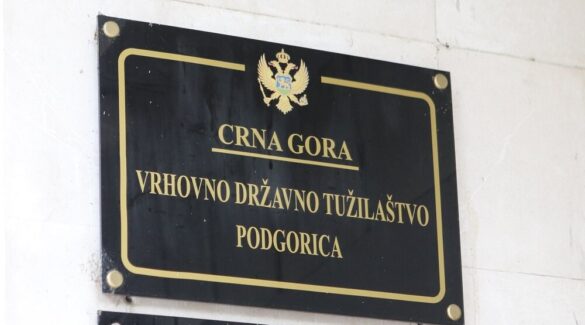 CRNA GORA
VRHOVNO DRŽAVNO TUŽILAŠTVO
PODGORICA